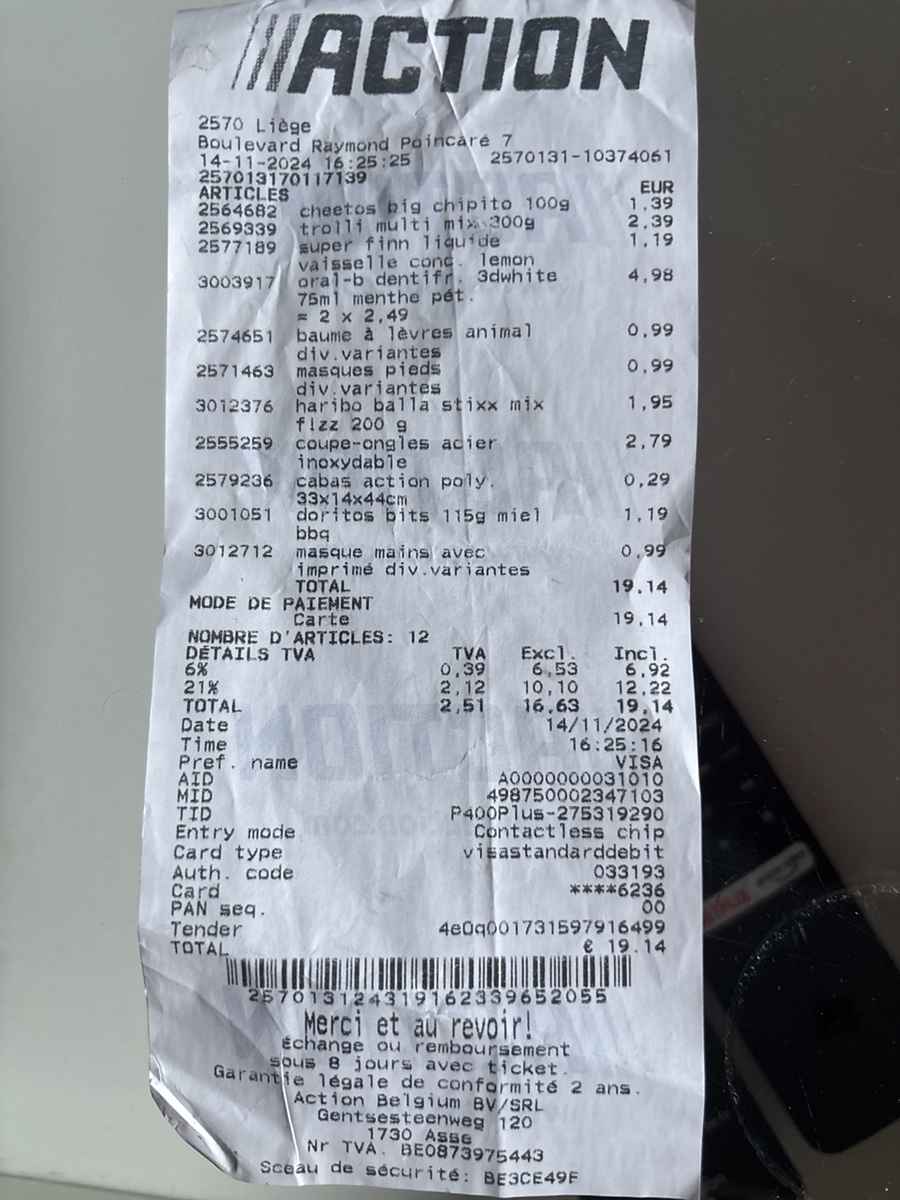 ACTION
2570 Liège
Boulevard Raymond Poincaré 7
14-11-2024 16:25:25 2570131-10374061
257013170117139
ARTICLES EUR
2564682 cheetos big chipito 100g 1,39
2569339 trolli multi mix 300g 2,39
2577189 super finn liquide 1,19
vaisselle conc. lemon
3003917 oral-b dentifr. 3dwhite 4,98
75ml menthe pét.
= 2 x 2,49
2574651 baume à lèvres animal 0,99
div.variantes
2571463 masques pieds 0,99
div.variantes
3012376 haribo balla stixx mix 1,95
f!zz 200 g
2555259 coupe-ongles acier 2,79
inoxydable
2579236 cabas action poly. 0,29
33x14x44cm
3001051 doritos bits 115g miel 1,19
bbq
3012712 masque mains avec 0,99
imprimé div.variantes
TOTAL 19,14
MODE DE PAIEMENT
Carte 19,14
NOMBRE D'ARTICLES: 12
DÉTAILS TVA TVA Excl. Incl.
6% 0,39 6,53 6,92
21% 2,12 10,10 12,22
TOTAL 2,51 16,63 19,14
Date 14/11/2024
Time 16:25:16
Pref. name VISA
AID A0000000031010
MID 498750002347103
TID P400Plus-275319290
Entry mode Contactless chip
Card type visastandarddebit
Auth. code 033193
Card ****6236
PAN seq. 00
Tender 4e0q001731597916499
TOTAL € 19.14
257013124319162339652055
Merci et au revoir!
Échange ou remboursement
sous 8 jours avec ticket.
Garantie légale de conformité 2 ans.
Action Belgium BV/SRL
Gentsesteenweg 120
1730 Asse
Nr TVA. BE0873975443
Sceau de sécurité: BE3CE49F